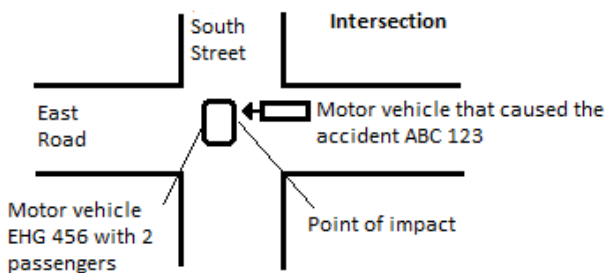 South
Street
Intersection
East
Road
Motor vehicle that caused the
accident ABC 123
Motor vehicle
EHG 456 with 2
passengers
Point of impact